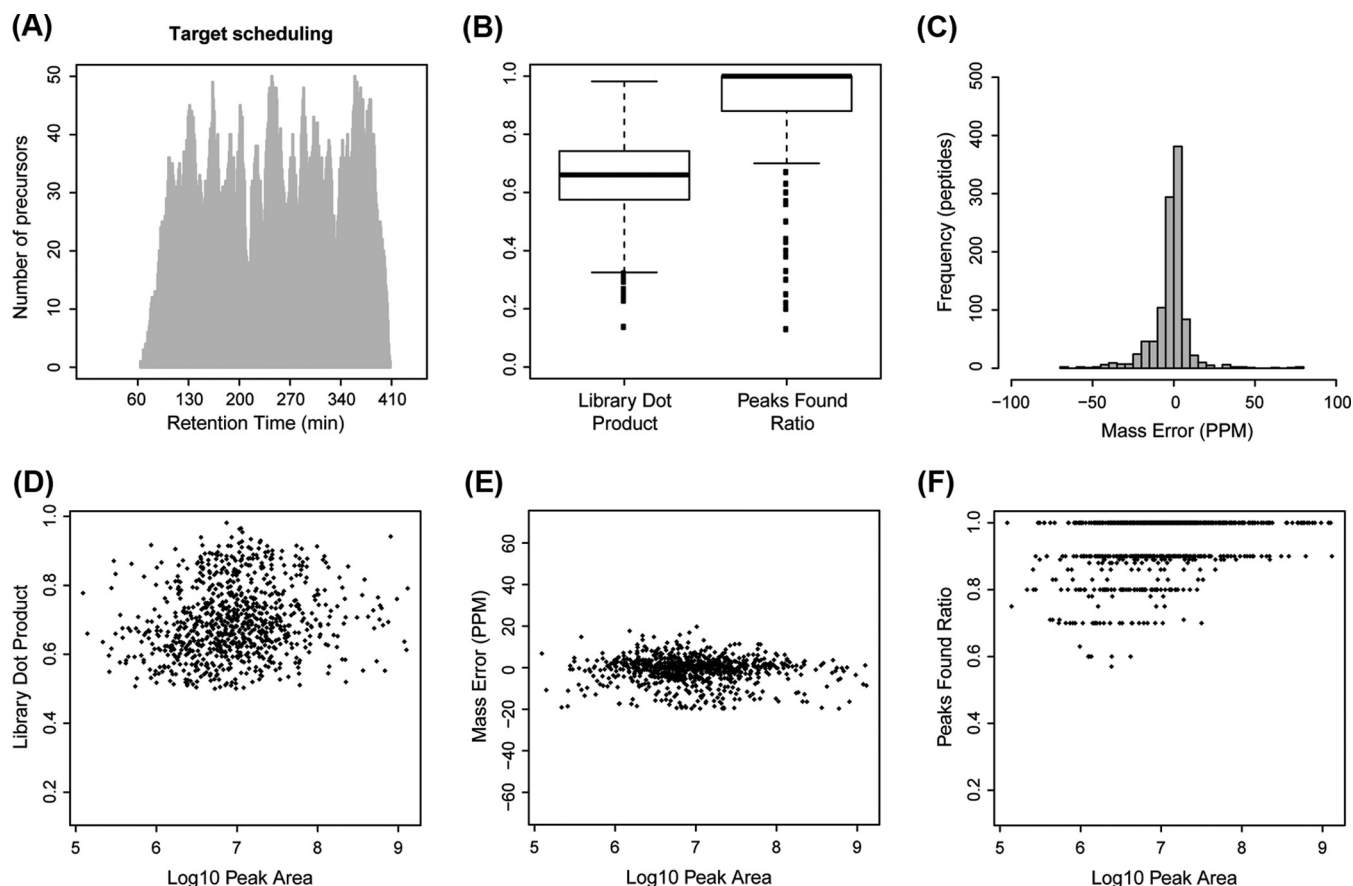 (A)
Target scheduling
Number of precursors
50
40
30
20
10
0
60 130 200 270 340 410
Retention Time (min)
(B)
1.0
0.8
0.6
0.4
0.2
0.0
Library Dot
Product
Peaks Found
Ratio
(C)
Frequency (peptides)
500
400
300
200
100
0
−100 −50 0 50 100
Mass Error (PPM)
(D)
Library Dot Product
1.0
0.8
0.6
0.4
0.2
5 6 7 8 9
Log10 Peak Area
(E)
Mass Error (PPM)
60
40
20
0
−20
−40
−60
5 6 7 8 9
Log10 Peak Area
(F)
Peaks Found Ratio
1.0
0.8
0.6
0.4
0.2
5 6 7 8 9
Log10 Peak Area